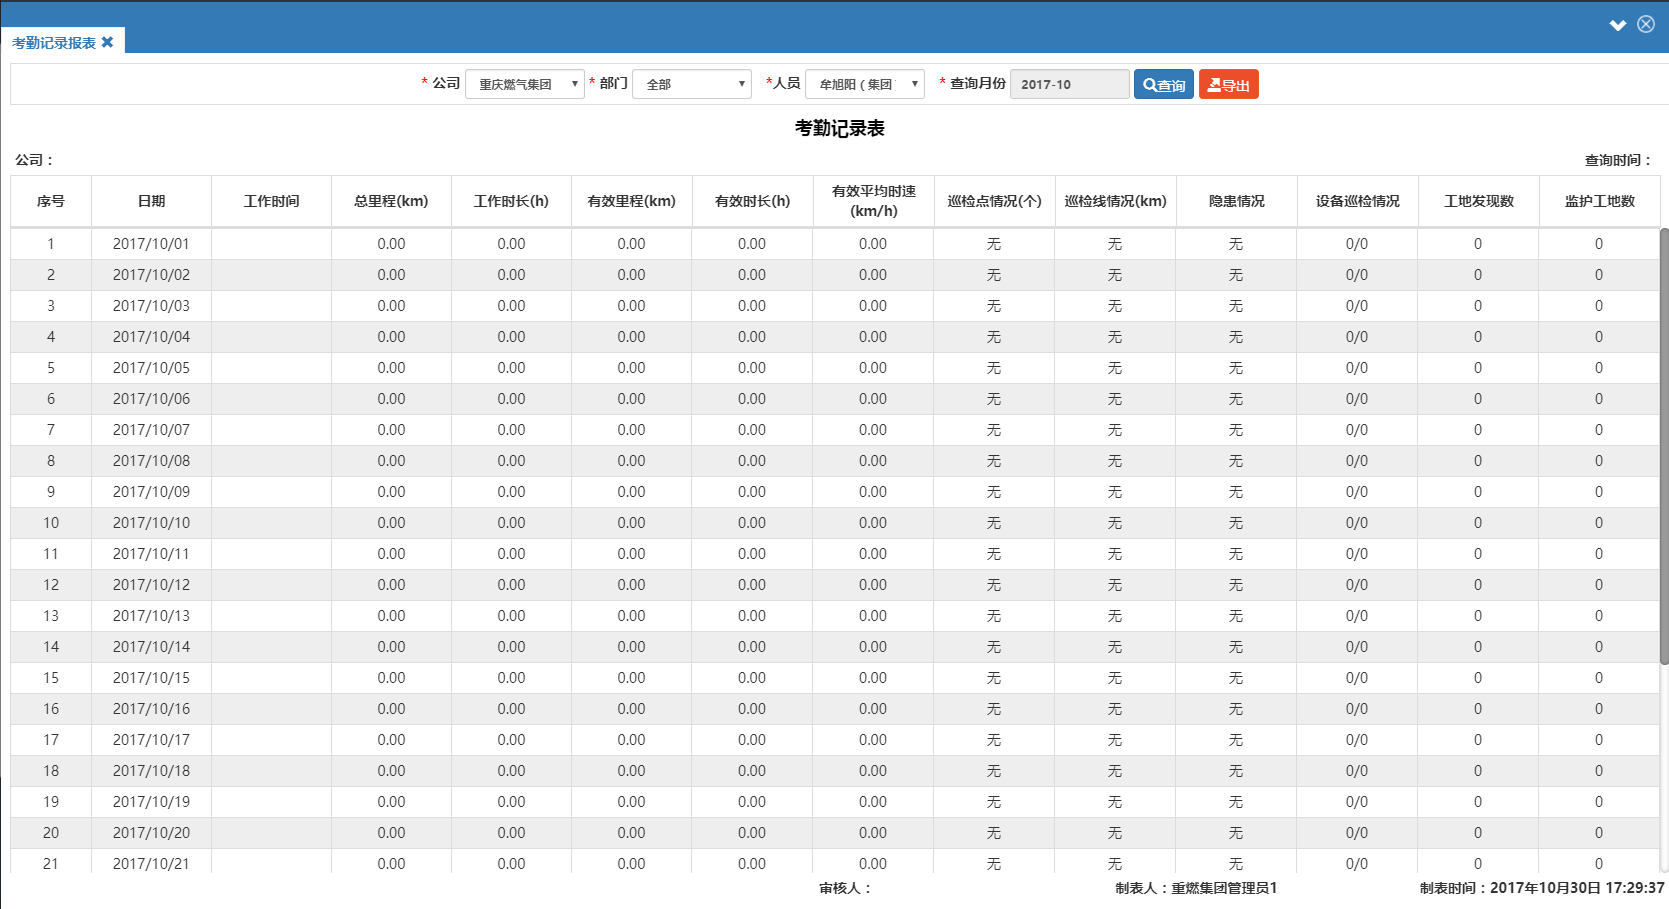 考勤记录报表
* 公司 重庆燃气集团 * 部门 全部 *人员 牟旭阳 ( 集团 * 查询月份 2017-10 查询 导出
考勤记录表
公司： 查询时间：
序号 日期 工作时间 总里程(km) 工作时长(h) 有效里程(km) 有效时长(h) 有效平均时速(km/h) 巡检点情况(个) 巡检线情况(km) 隐患情况 设备巡检情况 工地发现数 监护工地数
1 2017/10/01 0.00 0.00 0.00 0.00 0.00 无 无 无 0/0 0 0
2 2017/10/02 0.00 0.00 0.00 0.00 0.00 无 无 无 0/0 0 0
3 2017/10/03 0.00 0.00 0.00 0.00 0.00 无 无 无 0/0 0 0
4 2017/10/04 0.00 0.00 0.00 0.00 0.00 无 无 无 0/0 0 0
5 2017/10/05 0.00 0.00 0.00 0.00 0.00 无 无 无 0/0 0 0
6 2017/10/06 0.00 0.00 0.00 0.00 0.00 无 无 无 0/0 0 0
7 2017/10/07 0.00 0.00 0.00 0.00 0.00 无 无 无 0/0 0 0
8 2017/10/08 0.00 0.00 0.00 0.00 0.00 无 无 无 0/0 0 0
9 2017/10/09 0.00 0.00 0.00 0.00 0.00 无 无 无 0/0 0 0
10 2017/10/10 0.00 0.00 0.00 0.00 0.00 无 无 无 0/0 0 0
11 2017/10/11 0.00 0.00 0.00 0.00 0.00 无 无 无 0/0 0 0
12 2017/10/12 0.00 0.00 0.00 0.00 0.00 无 无 无 0/0 0 0
13 2017/10/13 0.00 0.00 0.00 0.00 0.00 无 无 无 0/0 0 0
14 2017/10/14 0.00 0.00 0.00 0.00 0.00 无 无 无 0/0 0 0
15 2017/10/15 0.00 0.00 0.00 0.00 0.00 无 无 无 0/0 0 0
16 2017/10/16 0.00 0.00 0.00 0.00 0.00 无 无 无 0/0 0 0
17 2017/10/17 0.00 0.00 0.00 0.00 0.00 无 无 无 0/0 0 0
18 2017/10/18 0.00 0.00 0.00 0.00 0.00 无 无 无 0/0 0 0
19 2017/10/19 0.00 0.00 0.00 0.00 0.00 无 无 无 0/0 0 0
20 2017/10/20 0.00 0.00 0.00 0.00 0.00 无 无 无 0/0 0 0
21 2017/10/21 0.00 0.00 0.00 0.00 0.00 无 无 无 0/0 0 0
审核人： 制表人：重燃集团管理员1 制表时间：2017年10月30日 17:29:37